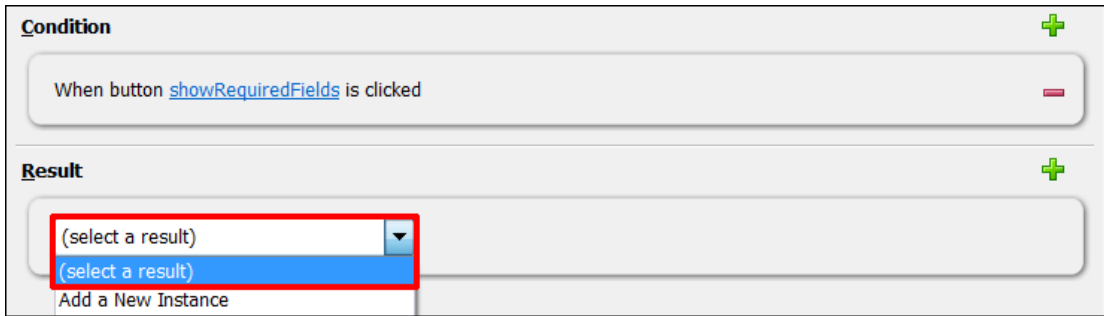 Condition
When button showRequiredFields is clicked
Result
(select a result)
(select a result)
Add a New Instance